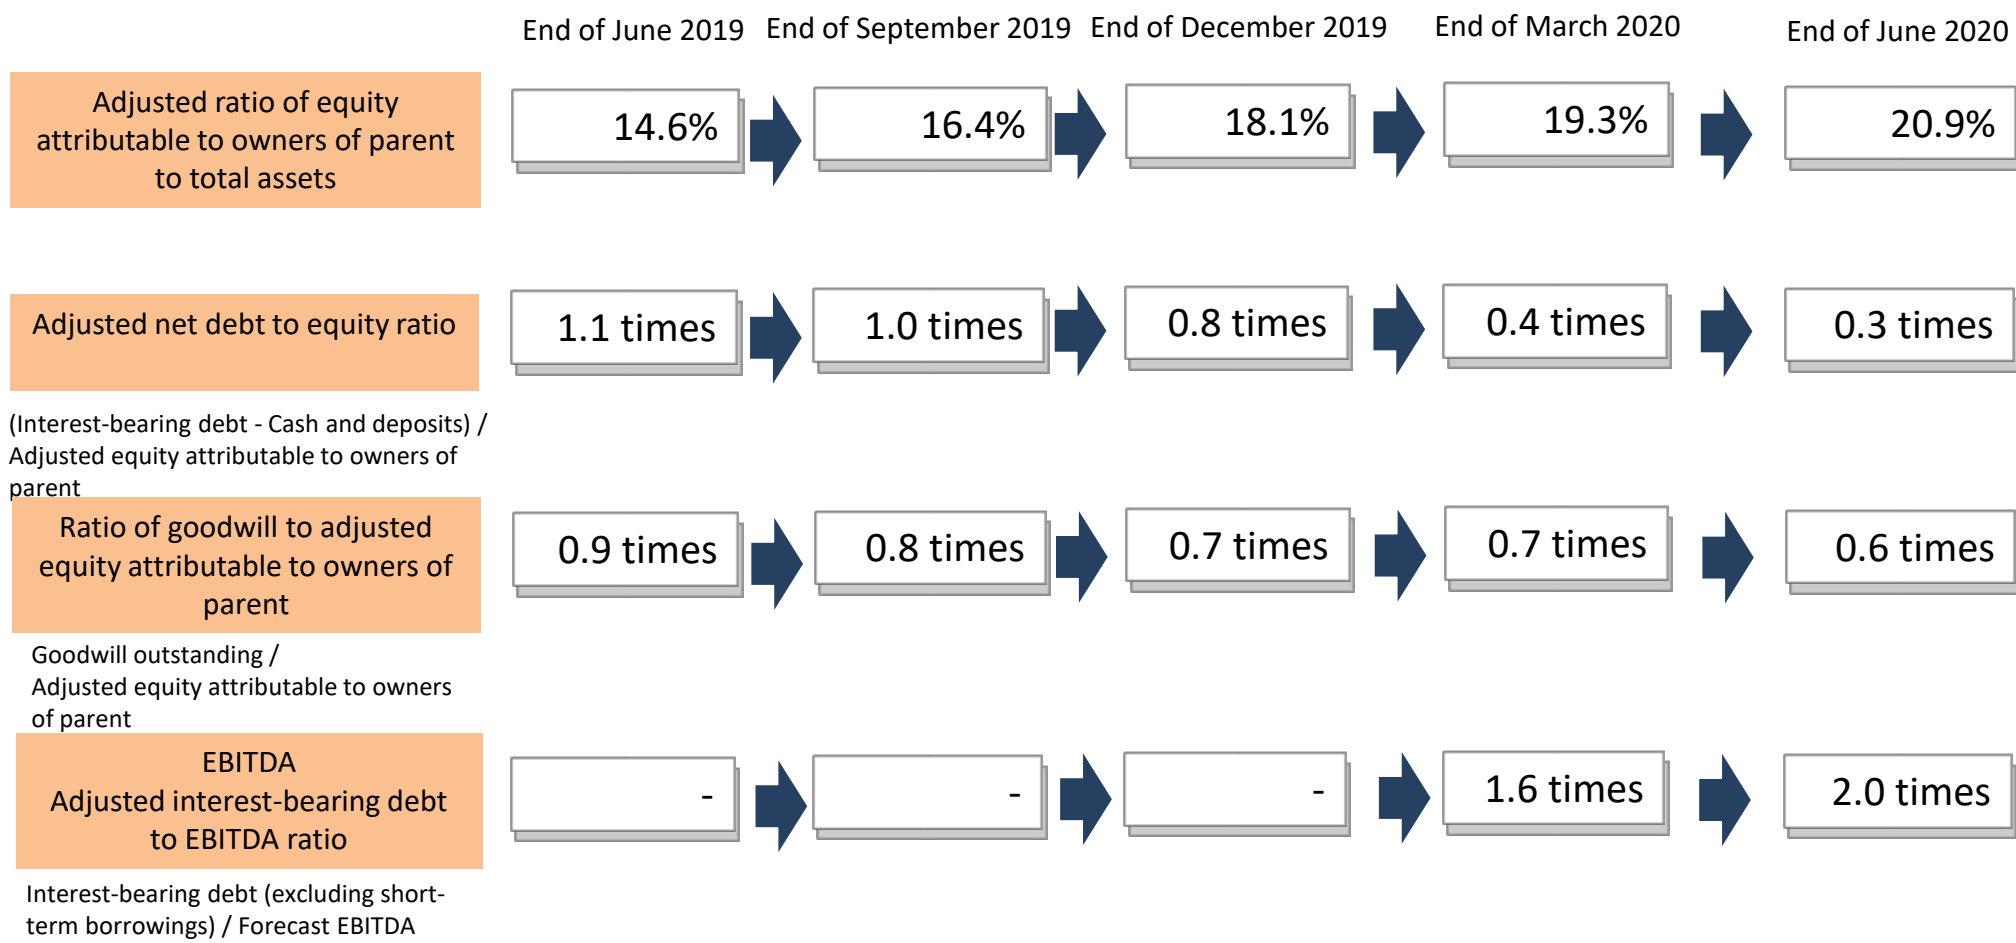 End of June 2019 End of September 2019 End of December 2019 End of March 2020 End of June 2020
Adjusted ratio of equity
attributable to owners of parent
to total assets
14.6% 16.4% 18.1% 19.3% 20.9%
Adjusted net debt to equity ratio
1.1 times 1.0 times 0.8 times 0.4 times 0.3 times
(Interest-bearing debt - Cash and deposits) /
Adjusted equity attributable to owners of
parent
Ratio of goodwill to adjusted
equity attributable to owners of
parent
0.9 times 0.8 times 0.7 times 0.7 times 0.6 times
Goodwill outstanding /
Adjusted equity attributable to owners
of parent
EBITDA
Adjusted interest-bearing debt
to EBITDA ratio
- - - 1.6 times 2.0 times
Interest-bearing debt (excluding short-
term borrowings) / Forecast EBITDA